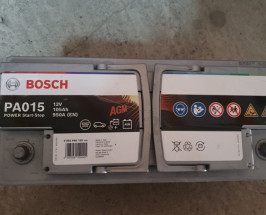 BOSCH
PA015
POWER Start-Stop
12V
105Ah
950A (EN)
AGM